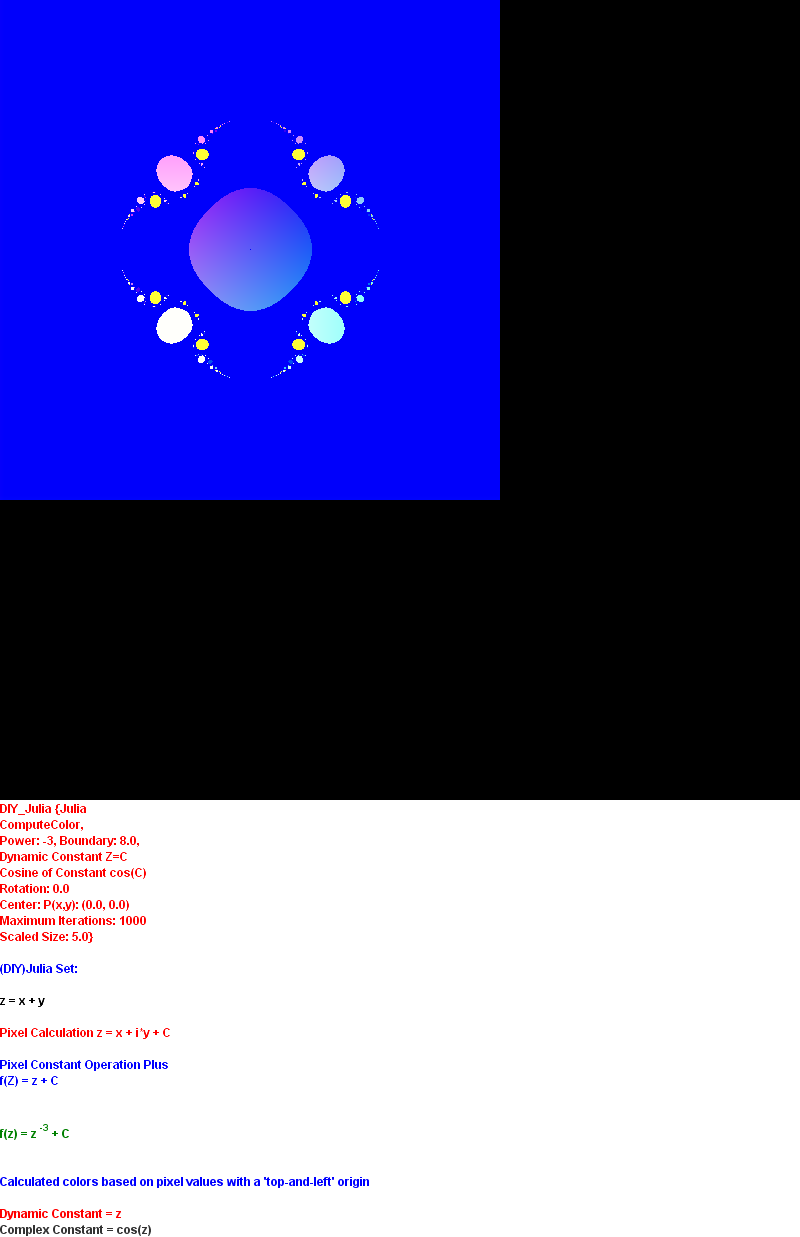 DIY_Julia {Julia
ComputeColor,
Power: -3, Boundary: 8.0,
Dynamic Constant Z=C
Cosine of Constant cos(C)
Rotation: 0.0
Center: P(x,y): (0.0, 0.0)
Maximum Iterations: 1000
Scaled Size: 5.0}
(DIY)Julia Set:
z = x + y
Pixel Calculation z = x + i*y + C
Pixel Constant Operation Plus
f(Z) = z + C
f(z) = z -3 + C
Calculated colors based on pixel values with a 'top-and-left' origin
Dynamic Constant = z
Complex Constant = cos(z)